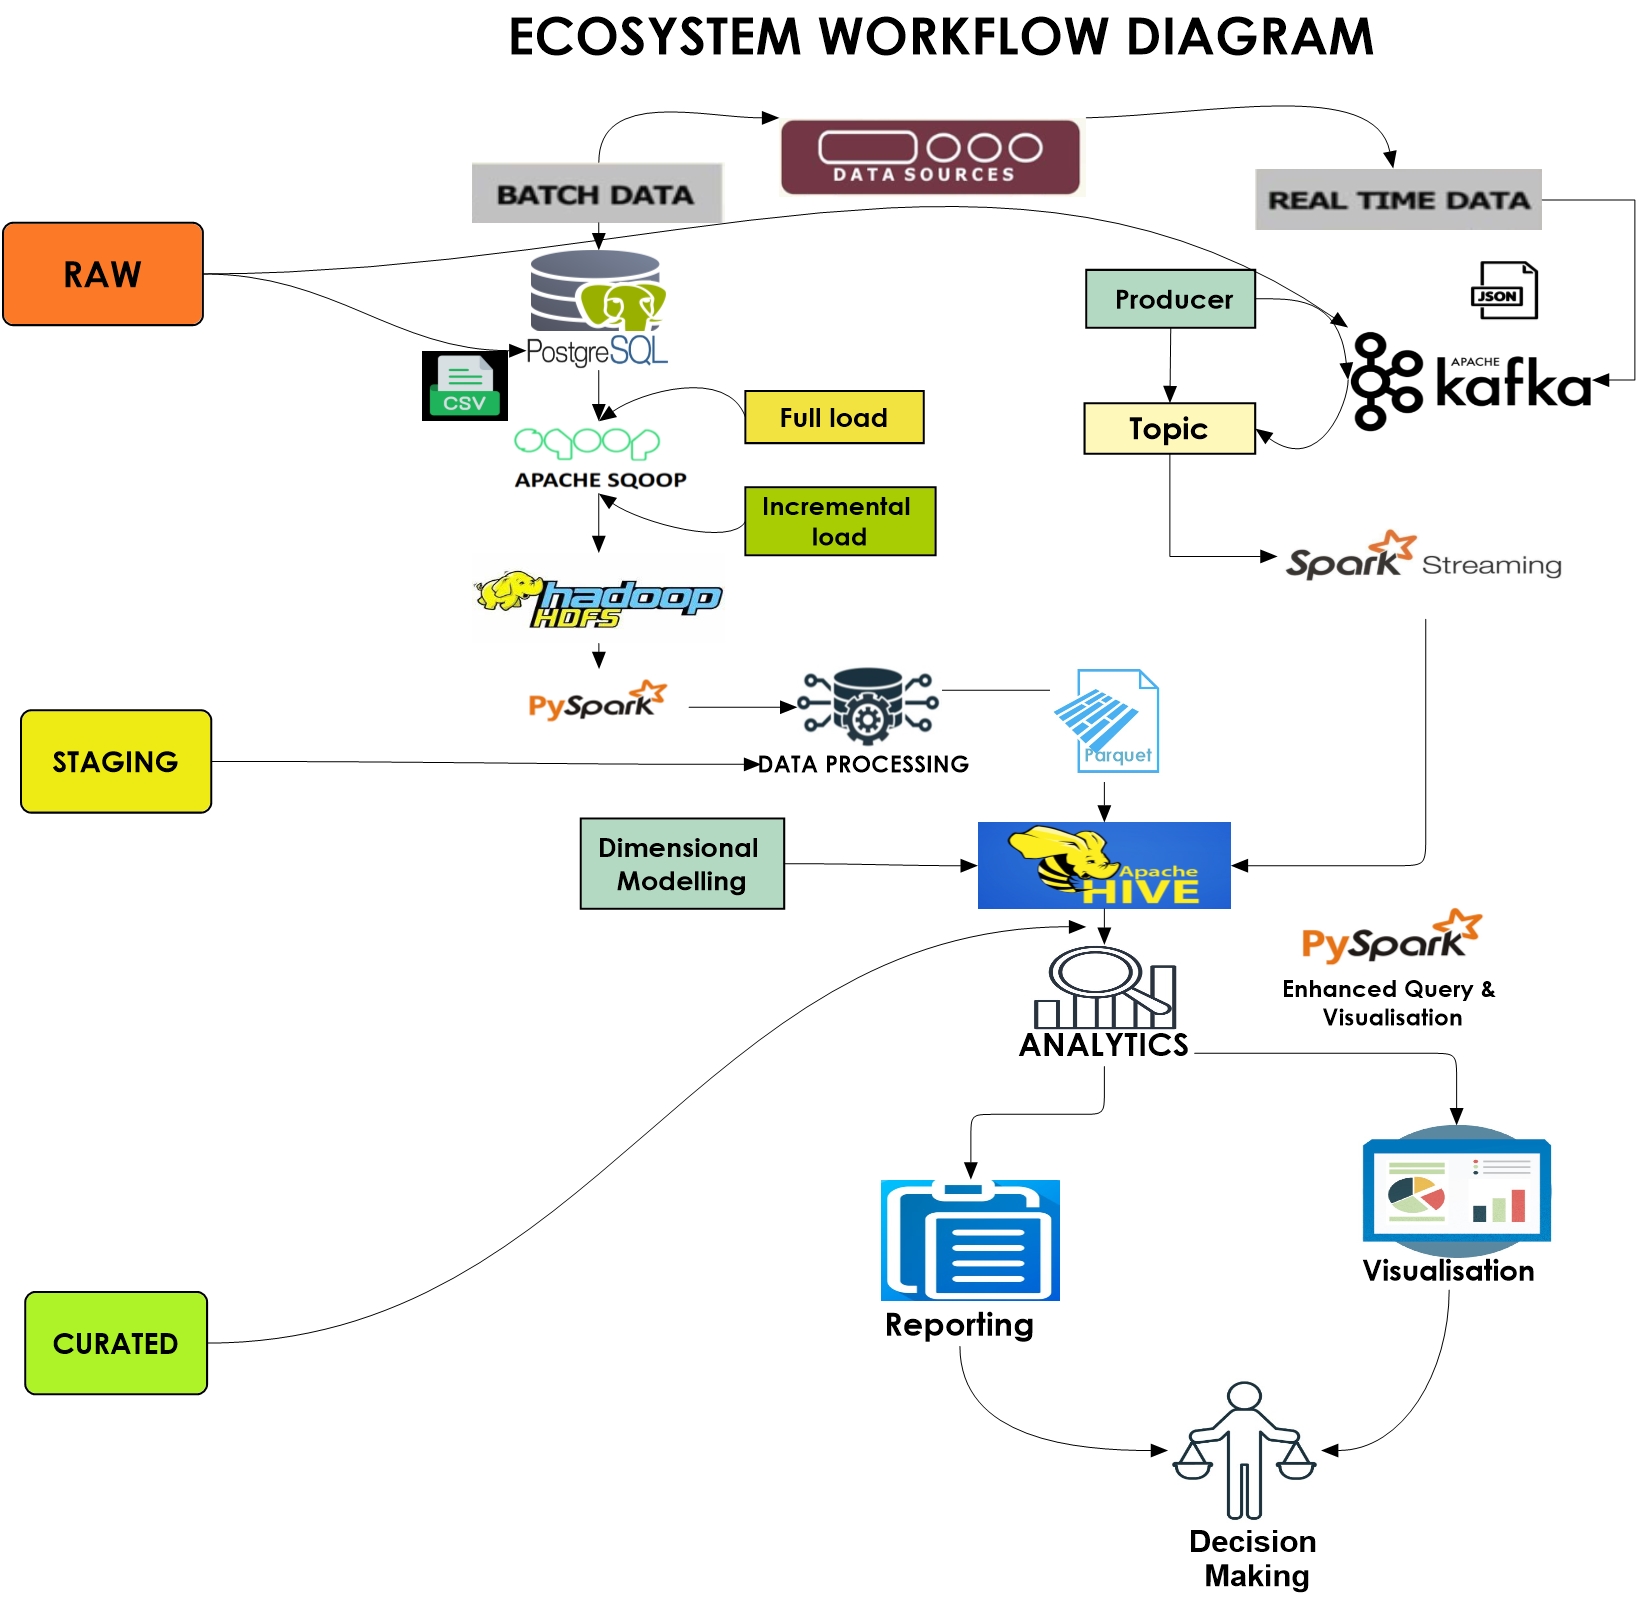 ECOSYSTEM WORKFLOW DIAGRAM
DATA SOURCES
BATCH DATA
REAL TIME DATA
RAW
PostgreSQL
CSV
Producer
JSON
APACHE
kafka
Full load
Topic
sqoop
APACHE SQOOP
Incremental
load
Spark Streaming
hadoop
HDFS
PySpark
Parquet
STAGING
DATA PROCESSING
Dimensional
Modelling
Apache
HIVE
PySpark
Enhanced Query &
Visualisation
ANALYTICS
Visualisation
Reporting
CURATED
Decision
Making